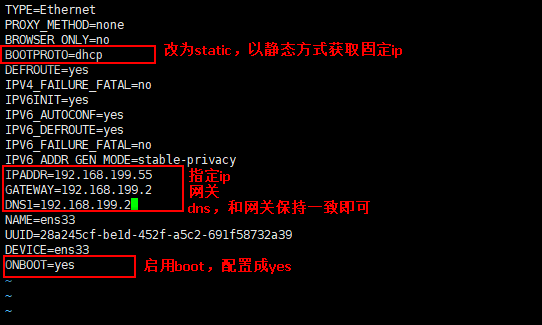 TYPE=Ethernet
PROXY_METHOD=none
BROWSER_ONLY=no
BOOTPROTO=dhcp 改为static，以静态方式获取固定ip
DEFROUTE=yes
IPV4_FAILURE_FATAL=no
IPV6INIT=yes
IPV6_AUTOCONF=yes
IPV6_DEFROUTE=yes
IPV6_FAILURE_FATAL=no
IPV6_ADDR_GEN_MODE=stable-privacy
IPADDR=192.168.199.55 指定ip
GATEWAY=192.168.199.2 网关
DNS1=192.168.199.2 dns，和网关保持一致即可
NAME=ens33
UUID=28a245cf-be1d-452f-a5c2-691f58732a39
DEVICE=ens33
ONBOOT=yes 启用boot，配置成yes
~
~
~